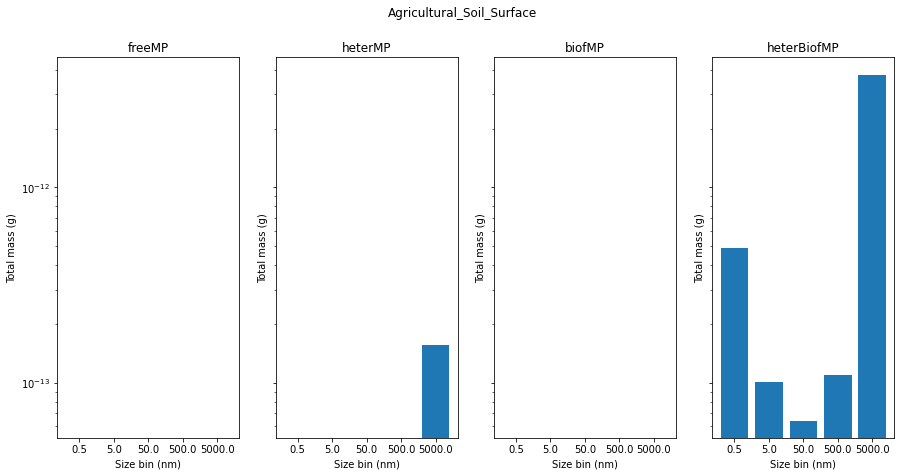 Agricultural_Soil_Surface
freeMP
heterMP
biofMP
heterBiofMP
Total mass (g)
10⁻¹²
10⁻¹³
0.5 5.0 50.0 500.0 5000.0
Size bin (nm)
Total mass (g)
0.5 5.0 50.0 500.0 5000.0
Size bin (nm)
Total mass (g)
0.5 5.0 50.0 500.0 5000.0
Size bin (nm)
Total mass (g)
0.5 5.0 50.0 500.0 5000.0
Size bin (nm)